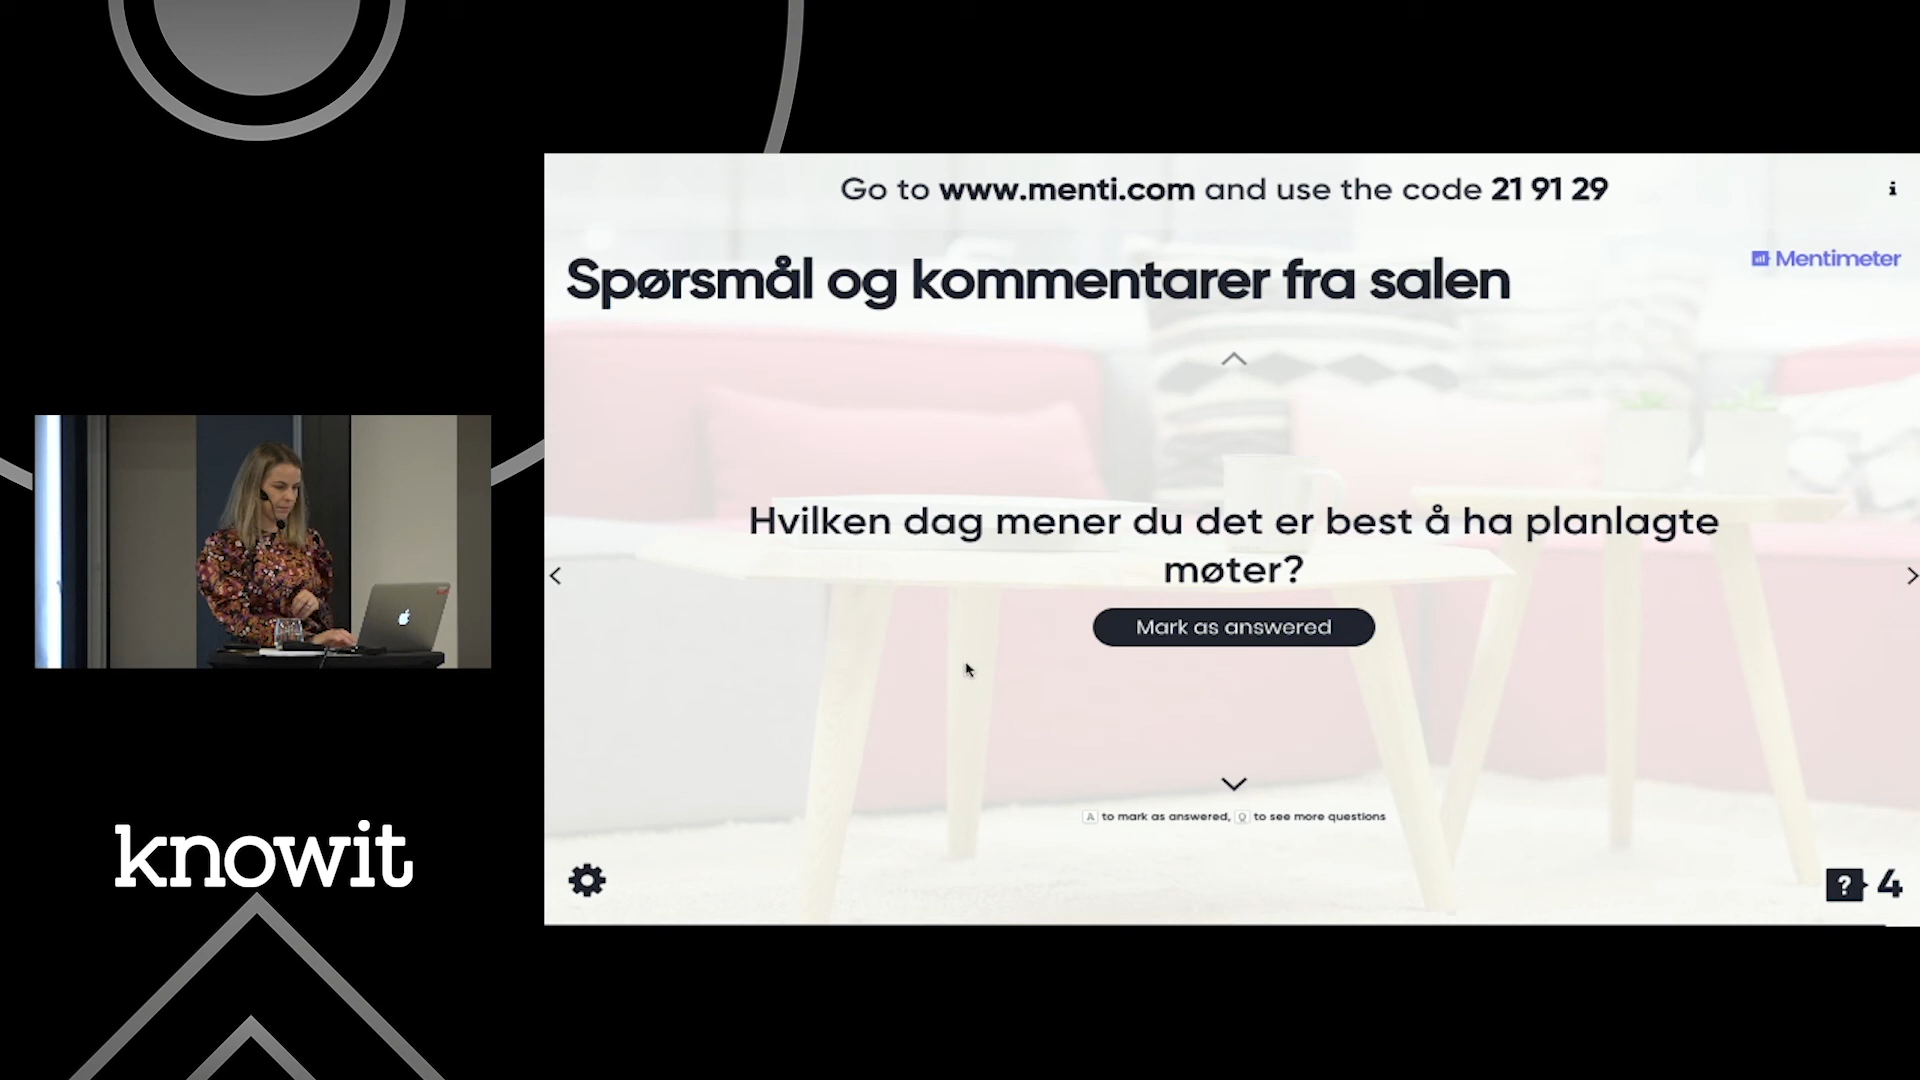 Go to www.menti.com and use the code 21 91 29
Mentimeter
Spørsmål og kommentarer fra salen
Hvilken dag mener du det er best å ha planlagte
møter?
Mark as answered
A to mark as answered, Q to see more questions
? 4
knowit